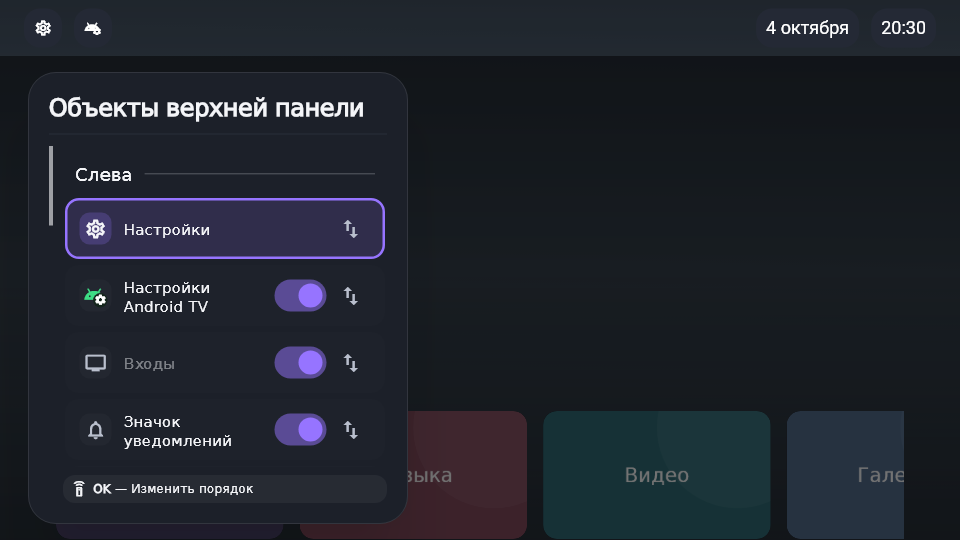 4 октября
20:30
Объекты верхней панели
Слева
Настройки
Настройки
Android TV
Входы
Значок
уведомлений
OK — Изменить порядок
Видео